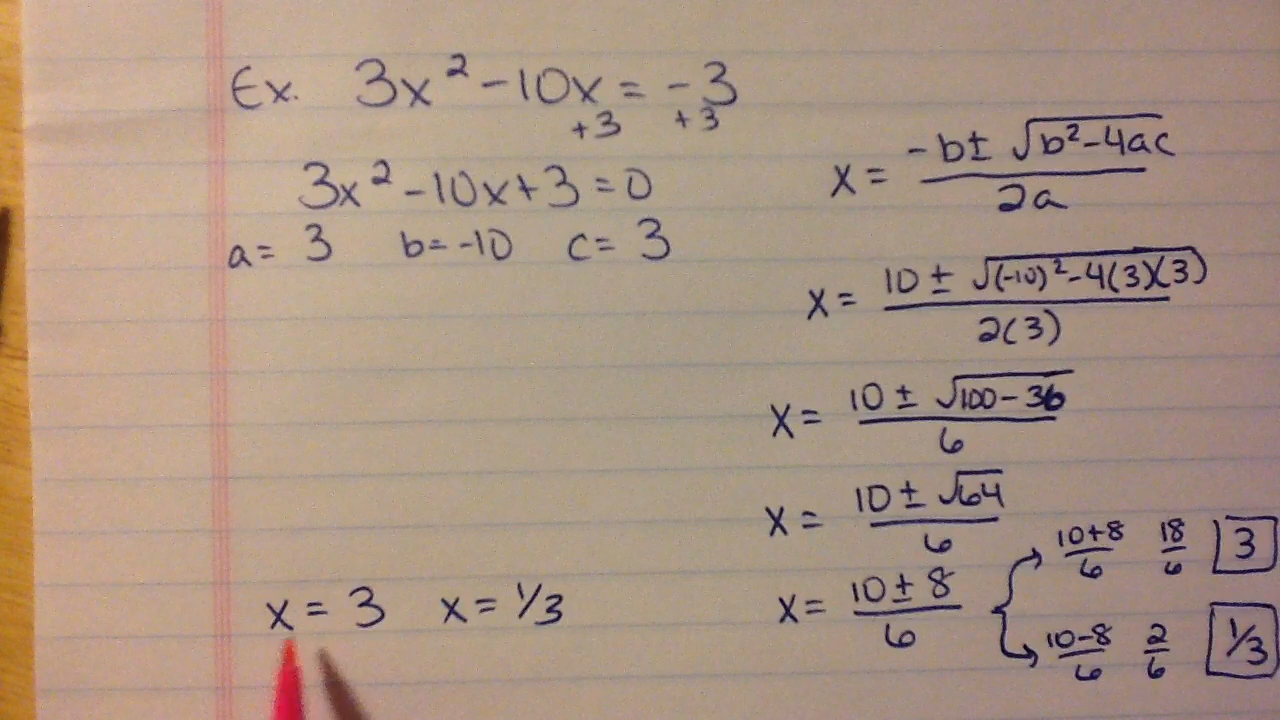 Ex. 3x² -10x = -3
+3 +3
3x² -10x+3 = 0
a = 3 b = -10 c = 3
x = (-b ± √(b²-4ac))/(2a)
x = (10 ± √((-10)²-4(3)(3)))/(2(3))
x = (10 ± √(100-36))/6
x = (10 ± √64)/6
x = (10 ± 8)/6
(10+8)/6 18/6 3
(10-8)/6 2/6 1/3
x = 3 x = 1/3